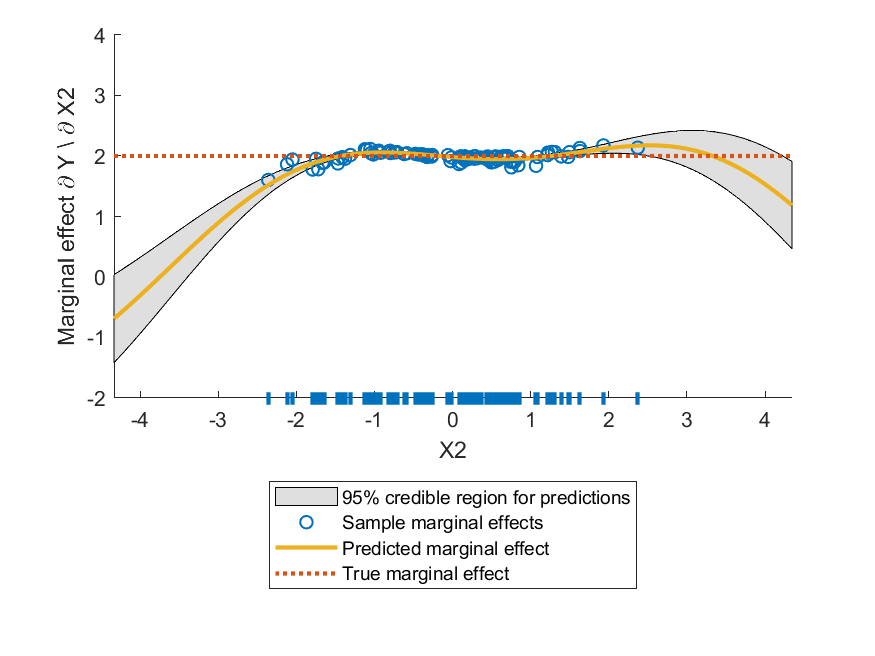 4
3
2
1
0
-1
-2
Marginal effect ∂ Y \ ∂ X2
-4 -3 -2 -1 0 1 2 3 4
X2
95% credible region for predictions
Sample marginal effects
Predicted marginal effect
True marginal effect